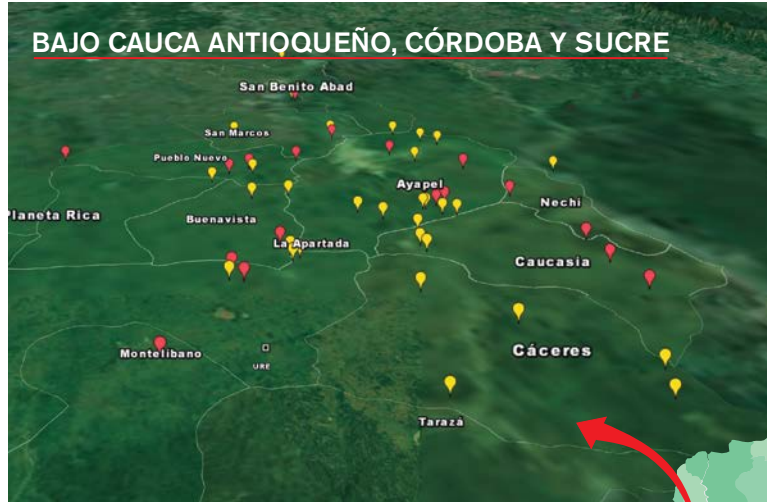 BAJO CAUCA ANTIOQUEÑO, CÓRDOBA Y SUCRE
San Benito Abad
San Marcos
Pueblo Nuevo
Ayapel
Planeta Rica
Nechi
Buenavista
La Apartada
Caucasia
Cáceres
Montelibano
URE
Tarazá